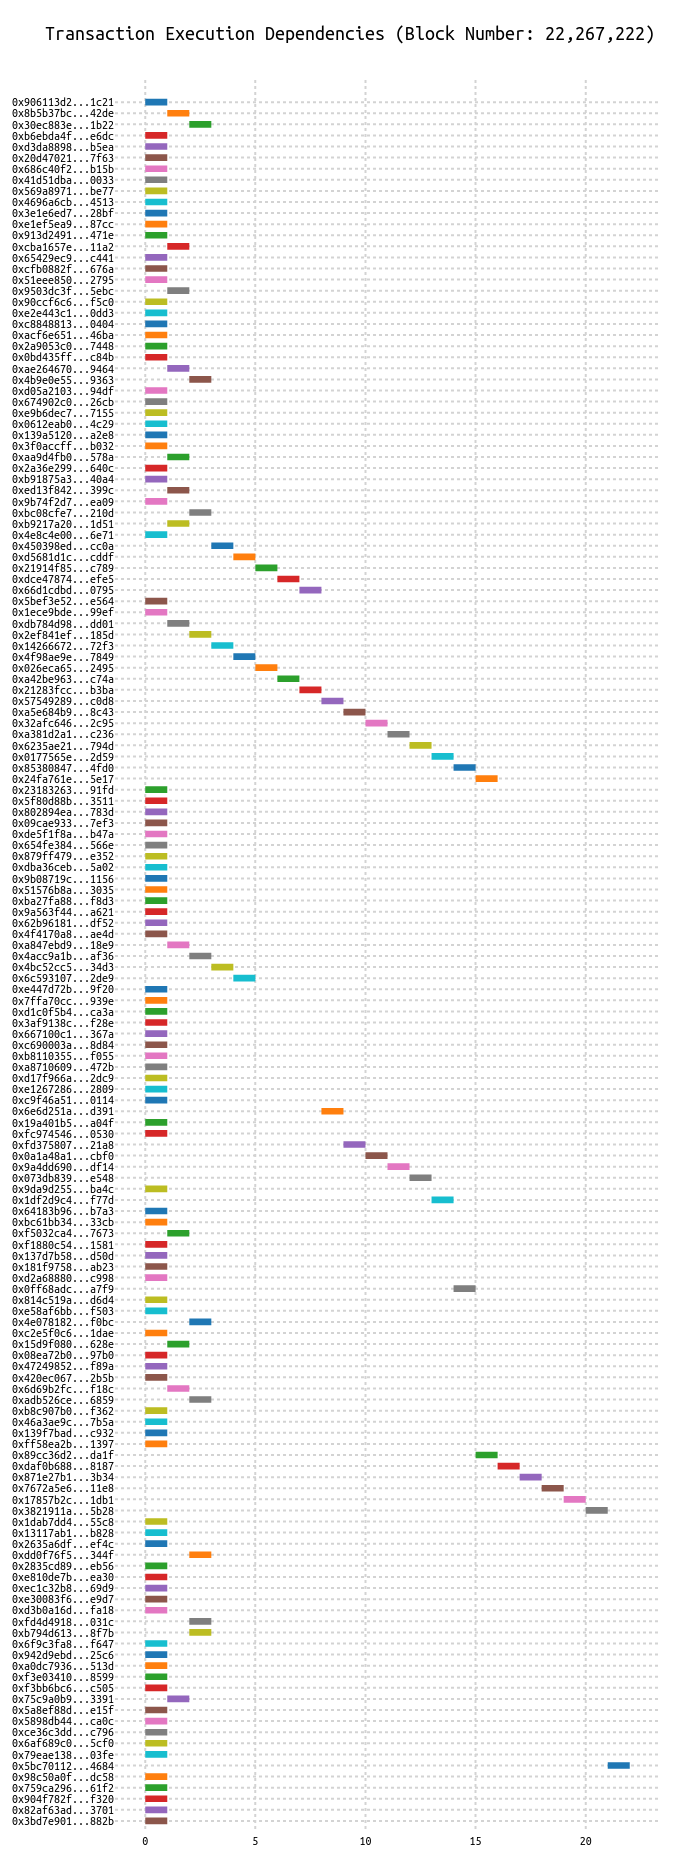 Transaction Execution Dependencies (Block Number: 22,267,222)
0x906113d2...1c21
0x8b5b37bc...42de
0x30ec883e...1b22
0xb6ebda4f...e6dc
0xd3da8898...b5ea
0x20d47021...7f63
0x686c40f2...b15b
0x41d51dba...0033
0x569a8971...be77
0x4696a6cb...4513
0x3e1e6ed7...28bf
0xe1ef5ea9...87cc
0x913d2491...471e
0xcba1657e...11a2
0x65429ec9...c441
0xcfb0882f...676a
0x51eee850...2795
0x9503dc3f...5ebc
0x90ccf6c6...f5c0
0xe2e443c1...0dd3
0xc8848813...0404
0xacf6e651...46ba
0x2a9053c0...7448
0x0bd435ff...c84b
0xae264670...9464
0x4b9e0e55...9363
0xd05a2103...94df
0x674902c0...26cb
0xe9b6dec7...7155
0x0612eab0...4c29
0x139a5120...a2e8
0x3f0accff...b032
0xaa9d4fb0...578a
0x2a36e299...640c
0xb91875a3...40a4
0xed13f842...399c
0x9b74f2d7...ea09
0xbc08cfe7...210d
0xb9217a20...1d51
0x4e8c4e00...6e71
0x450398ed...cc0a
0xd5681d1c...cddf
0x21914f85...c789
0xdce47874...efe5
0x66d1cdbd...0795
0x5bef3e52...e564
0x1ece9bde...99ef
0xdb784d98...dd01
0x2ef841ef...185d
0x14266672...72f3
0x4f98ae9e...7849
0x026eca65...2495
0xa42be963...c74a
0x21283fcc...b3ba
0x57549289...c0d8
0xa5e684b9...8c43
0x32afc646...2c95
0xa381d2a1...c236
0x6235ae21...794d
0x0177565e...2d59
0x85380847...4fd0
0x24fa761e...5e17
0x23183263...91fd
0x5f80d88b...3511
0x802894ea...783d
0x09cae933...7ef3
0xde5f1f8a...b47a
0x654fe384...566e
0x879ff479...e352
0xdba36ceb...5a02
0x9b08719c...1156
0x51576b8a...3035
0xba27fa88...f8d3
0x9a563f44...a621
0x62b96181...df52
0x4f4170a8...ae4d
0xa847ebd9...18e9
0x4acc9a1b...af36
0x4bc52cc5...34d3
0x6c593107...2de9
0xe447d72b...9f20
0x7ffa70cc...939e
0xd1c0f5b4...ca3a
0x3af9138c...f28e
0x667100c1...367a
0xc690003a...8d84
0xb8110355...f055
0xa8710609...472b
0xd17f966a...2dc9
0xe1267286...2809
0xc9f46a51...0114
0x6e6d251a...d391
0x19a401b5...a04f
0xfc974546...0530
0xfd375807...21a8
0x0a1a48a1...cbf0
0x9a4dd690...df14
0x073db839...e548
0x9da9d255...ba4c
0x1df2d9c4...f77d
0x64183b96...b7a3
0xbc61bb34...33cb
0xf5032ca4...7673
0xf1880c54...1581
0x137d7b58...d50d
0x181f9758...ab23
0xd2a68880...c998
0x0ff68adc...a7f9
0x814c519a...d6d4
0xe58af6bb...f503
0x4e078182...f0bc
0xc2e5f0c6...1dae
0x15d9f080...628e
0x08ea72b0...97b0
0x47249852...f89a
0x420ec067...2b5b
0x6d69b2fc...f18c
0xadb526ce...6859
0xb8c907b0...f362
0x46a3ae9c...7b5a
0x139f7bad...c932
0xff58ea2b...1397
0x89cc36d2...da1f
0xdaf0b688...8187
0x871e27b1...3b34
0x7672a5e6...11e8
0x17857b2c...1db1
0x3821911a...5b28
0x1dab7dd4...55c8
0x13117ab1...b828
0x2635a6df...ef4c
0xdd0f76f5...344f
0x2835cd89...eb56
0xe810de7b...ea30
0xec1c32b8...69d9
0xe30083f6...e9d7
0xd3b0a16d...fa18
0xfd4d4918...031c
0xb794d613...8f7b
0x6f9c3fa8...f647
0x942d9ebd...25c6
0xa0dc7936...513d
0xf3e03410...8599
0xf3bb6bc6...c505
0x75c9a0b9...3391
0x5a8ef88d...e15f
0x5898db44...ca0c
0xce36c3dd...c796
0x6af689c0...5cf0
0x79eae138...03fe
0x5bc70112...4684
0x98c50a0f...dc58
0x759ca296...61f2
0x904f782f...f320
0x82af63ad...3701
0x3bd7e901...882b
0 5 10 15 20